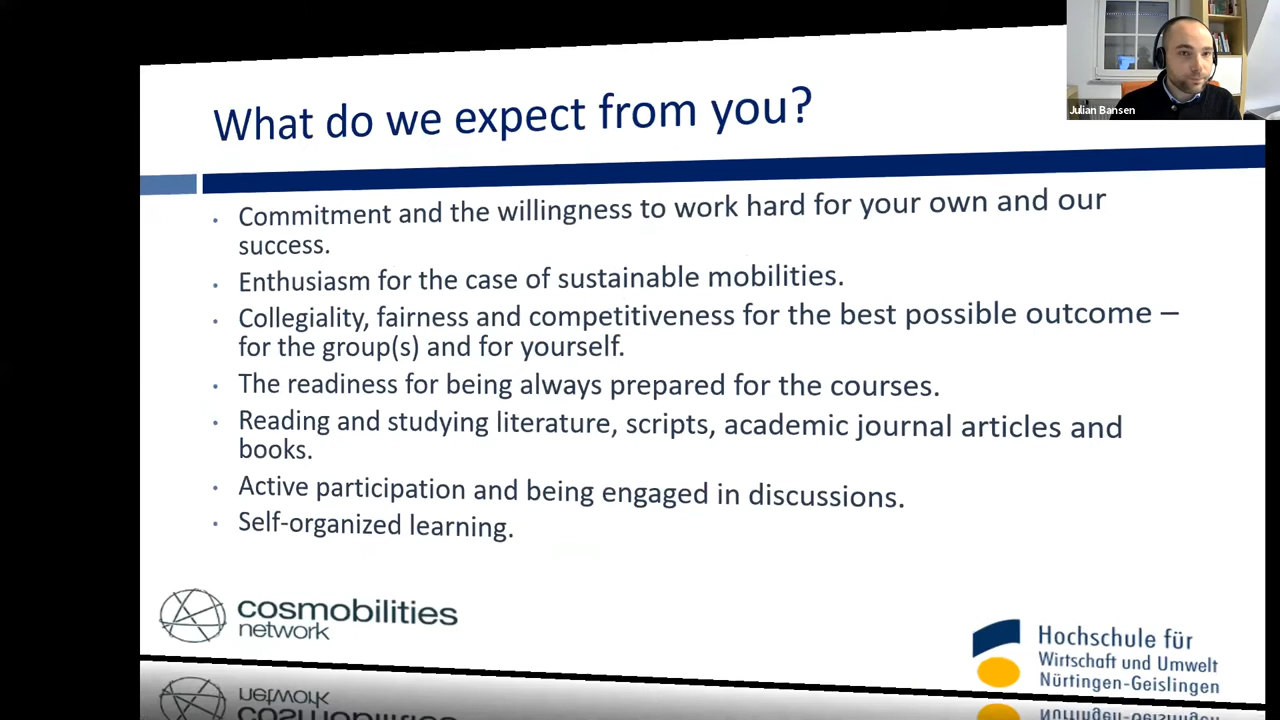 What do we expect from you?
Julian Bansen
• Commitment and the willingness to work hard for your own and our
success.
• Enthusiasm for the case of sustainable mobilities.
• Collegiality, fairness and competitiveness for the best possible outcome –
for the group(s) and for yourself.
• The readiness for being always prepared for the courses.
• Reading and studying literature, scripts, academic journal articles and
books.
• Active participation and being engaged in discussions.
• Self-organized learning.
cosmobilities
network
Hochschule für
Wirtschaft und Umwelt
Nürtingen-Geislingen